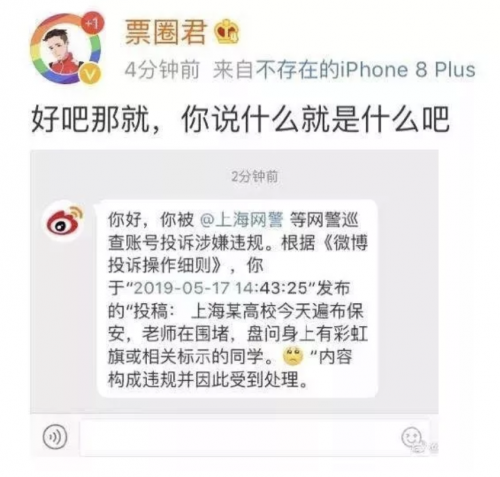 +1
票圈君
4分钟前 来自不存在的iPhone 8 Plus
好吧那就，你说什么就是什么吧
2分钟前
你好，你被 @上海网警 等网警巡
查账号投诉涉嫌违规。根据《微博
投诉操作细则》，你
于“2019-05-17 14:43:25”发布
的“投稿： 上海某高校今天遍布保
安，老师在围堵，盘问身上有彩虹
旗或相关标示的同学。🥺 “内容
构成违规并因此受到处理。